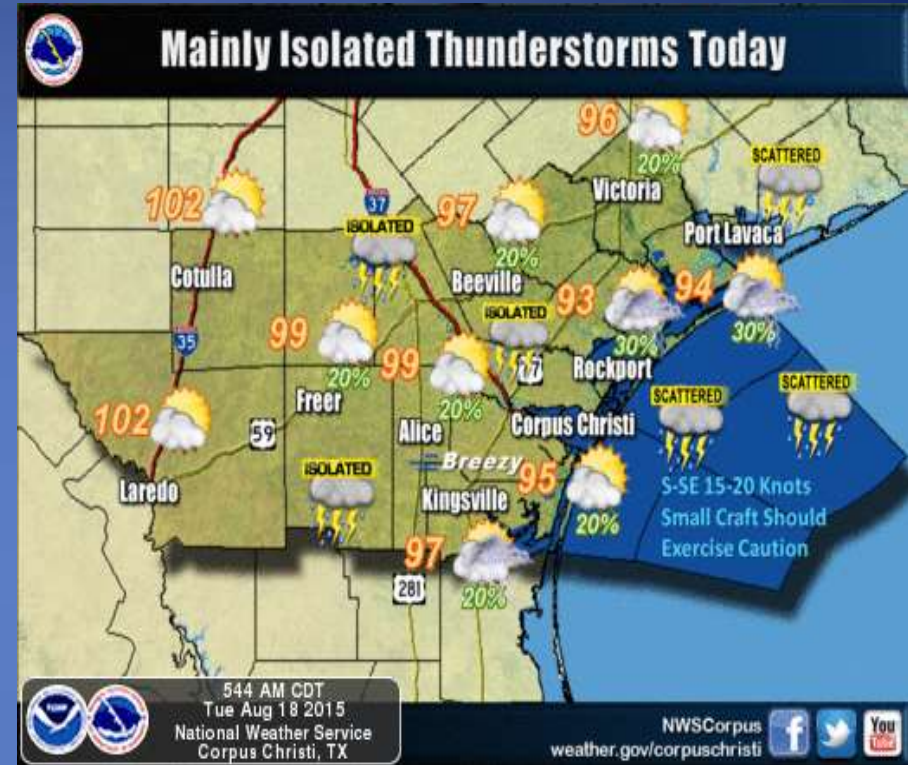 Mainly Isolated Thunderstorms Today
96
20%
Victoria
SCATTERED
102
37
97
20%
Port Lavaca
ISOLATED
Cotulla
Beeville
93
94
30%
30%
ISOLATED
35
99
20%
99
20%
Rockport
Freer
SCATTERED
SCATTERED
102
59
Alice
Corpus Christi
Breezy
ISOLATED
Laredo
Kingsville
95
20%
S-SE 15-20 Knots
Small Craft Should
Exercise Caution
97
20%
281
544 AM CDT
Tue Aug 18 2015
National Weather Service
Corpus Christi, TX
NWSCorpus
weather.gov/corpuschristi
f
You
Tube